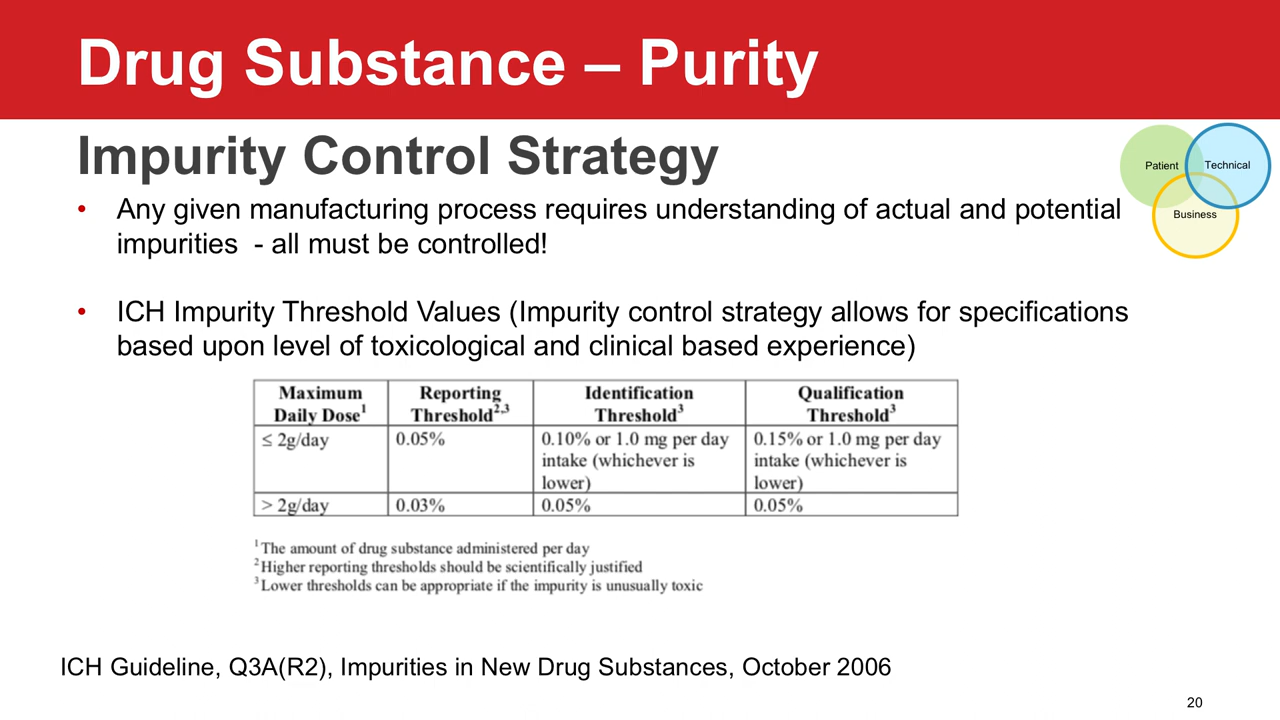 Drug Substance – Purity
Impurity Control Strategy
Patient
Technical
Business
• Any given manufacturing process requires understanding of actual and potential
impurities  - all must be controlled!
• ICH Impurity Threshold Values (Impurity control strategy allows for specifications
based upon level of toxicological and clinical based experience)
Maximum Daily Dose¹ | Reporting Threshold²,³ | Identification Threshold³ | Qualification Threshold³
≤ 2g/day | 0.05% | 0.10% or 1.0 mg per day intake (whichever is lower) | 0.15% or 1.0 mg per day intake (whichever is lower)
> 2g/day | 0.03% | 0.05% | 0.05%
¹ The amount of drug substance administered per day
² Higher reporting thresholds should be scientifically justified
³ Lower thresholds can be appropriate if the impurity is unusually toxic
ICH Guideline, Q3A(R2), Impurities in New Drug Substances, October 2006
20